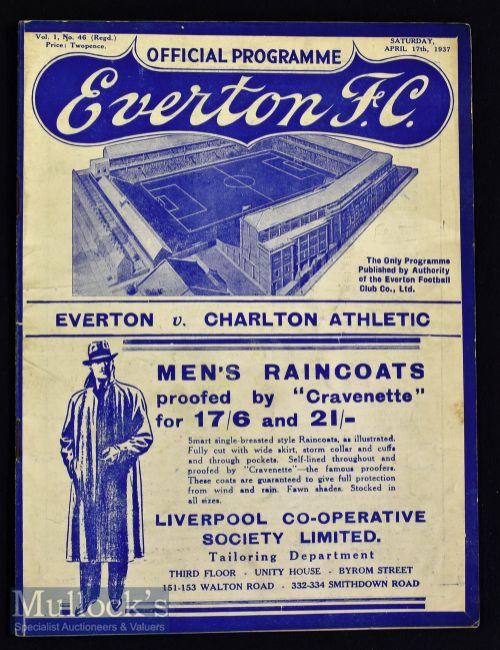 Vol. 1, No. 46 (Regd.)
Price: Twopence.
SATURDAY,
APRIL 17th, 1937
OFFICIAL PROGRAMME
Everton F.C.
The Only Programme
Published by Authority
of the Everton Football
Club Co., Ltd.
EVERTON v. CHARLTON ATHLETIC
MEN'S RAINCOATS
proofed by "Cravenette"
for 17/6 and 21/-
Smart single-breasted style Raincoats, as illustrated.
Fully cut with wide skirt, storm collar and cuffs
and through pockets. Self-lined throughout and
proofed by "Cravenette"—the famous proofers.
These coats are guaranteed to give full protection
from wind and rain. Fawn shades. Stocked in
all sizes.
LIVERPOOL CO-OPERATIVE
SOCIETY LIMITED.
Tailoring Department
THIRD FLOOR - UNITY HOUSE - BYROM STREET
151-153 WALTON ROAD - 332-334 SMITHDOWN ROAD
Mullock's
Specialist Auctioneers & Valuers